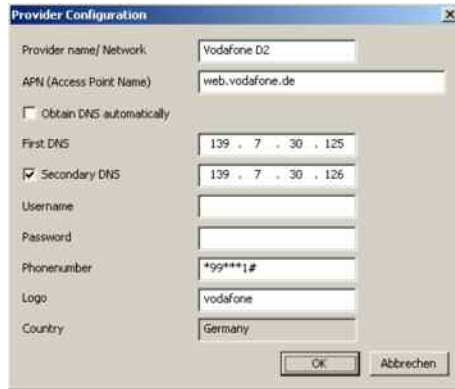 Provider Configuration
Provider name/ Network Vodafone D2
APN (Access Point Name) web.vodafone.de
Obtain DNS automatically
First DNS 139 . 7 . 30 . 125
Secondary DNS 139 . 7 . 30 . 126
Username
Password
Phonenumber *99***1#
Logo vodafone
Country Germany
OK Abbrechen